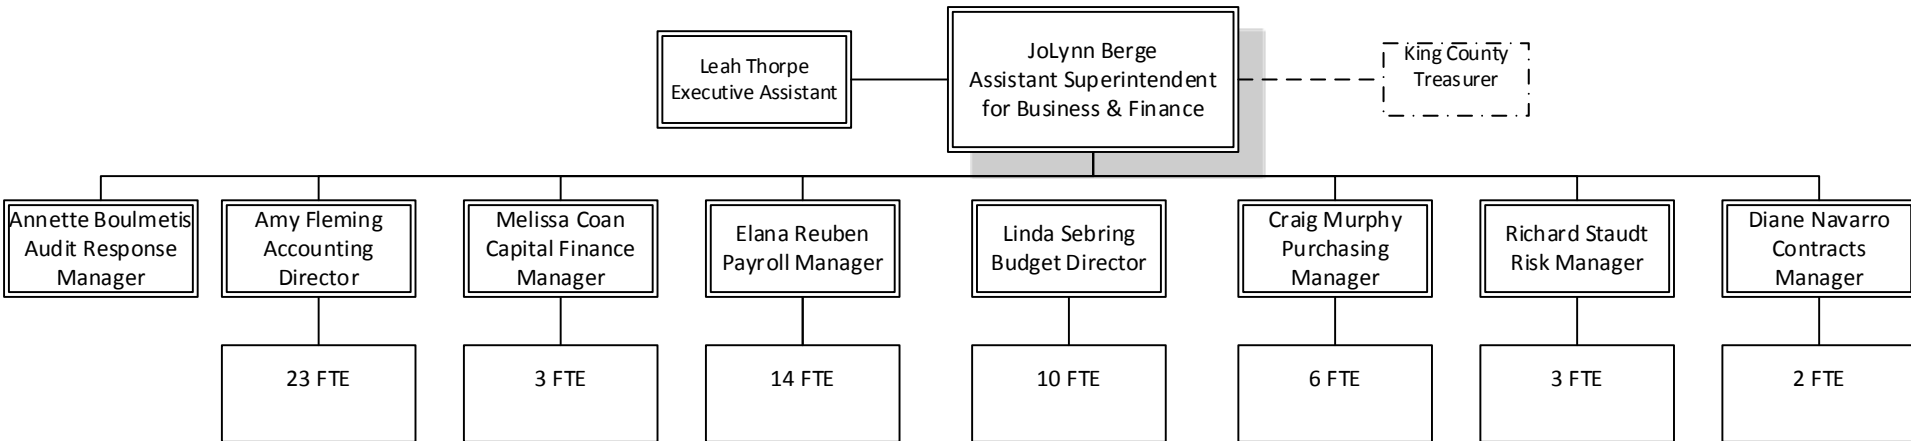 JoLynn Berge
Assistant Superintendent
for Business & Finance
Leah Thorpe
Executive Assistant
King County
Treasurer
Annette Boulmetis
Audit Response
Manager
Amy Fleming
Accounting
Director
Melissa Coan
Capital Finance
Manager
Elana Reuben
Payroll Manager
Linda Sebring
Budget Director
Craig Murphy
Purchasing
Manager
Richard Staudt
Risk Manager
Diane Navarro
Contracts
Manager
23 FTE
3 FTE
14 FTE
10 FTE
6 FTE
3 FTE
2 FTE